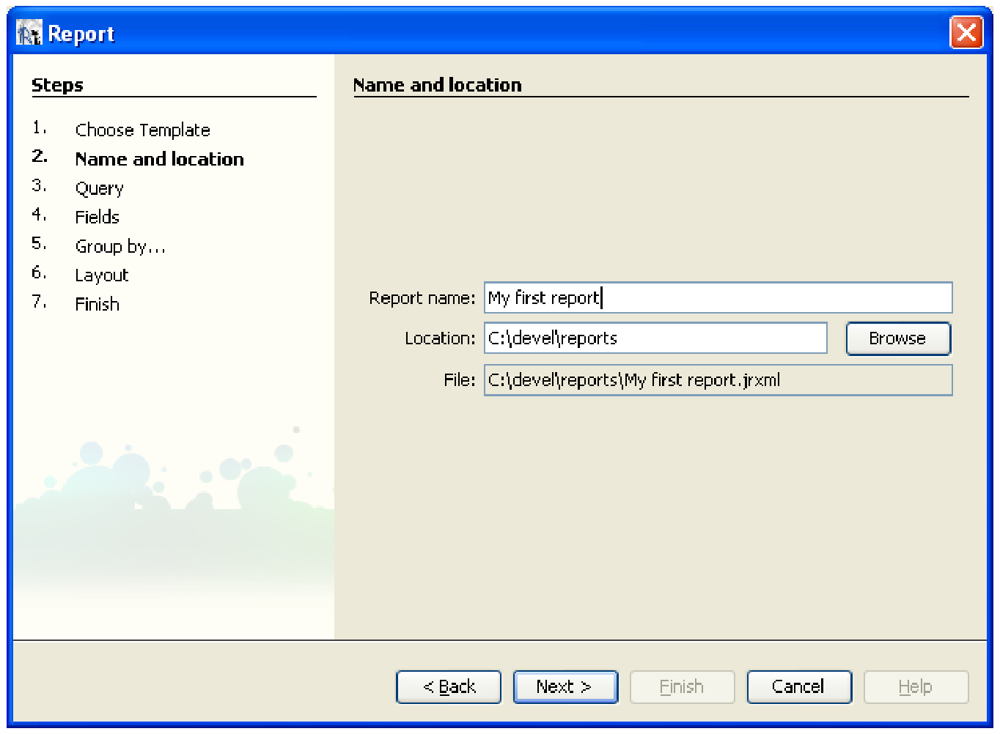 Report
Steps
1. Choose Template
2. Name and location
3. Query
4. Fields
5. Group by...
6. Layout
7. Finish
Name and location
Report name: My first report
Location: C:\devel\reports Browse
File: C:\devel\reports\My first report.jrxml
< Back Next > Finish Cancel Help